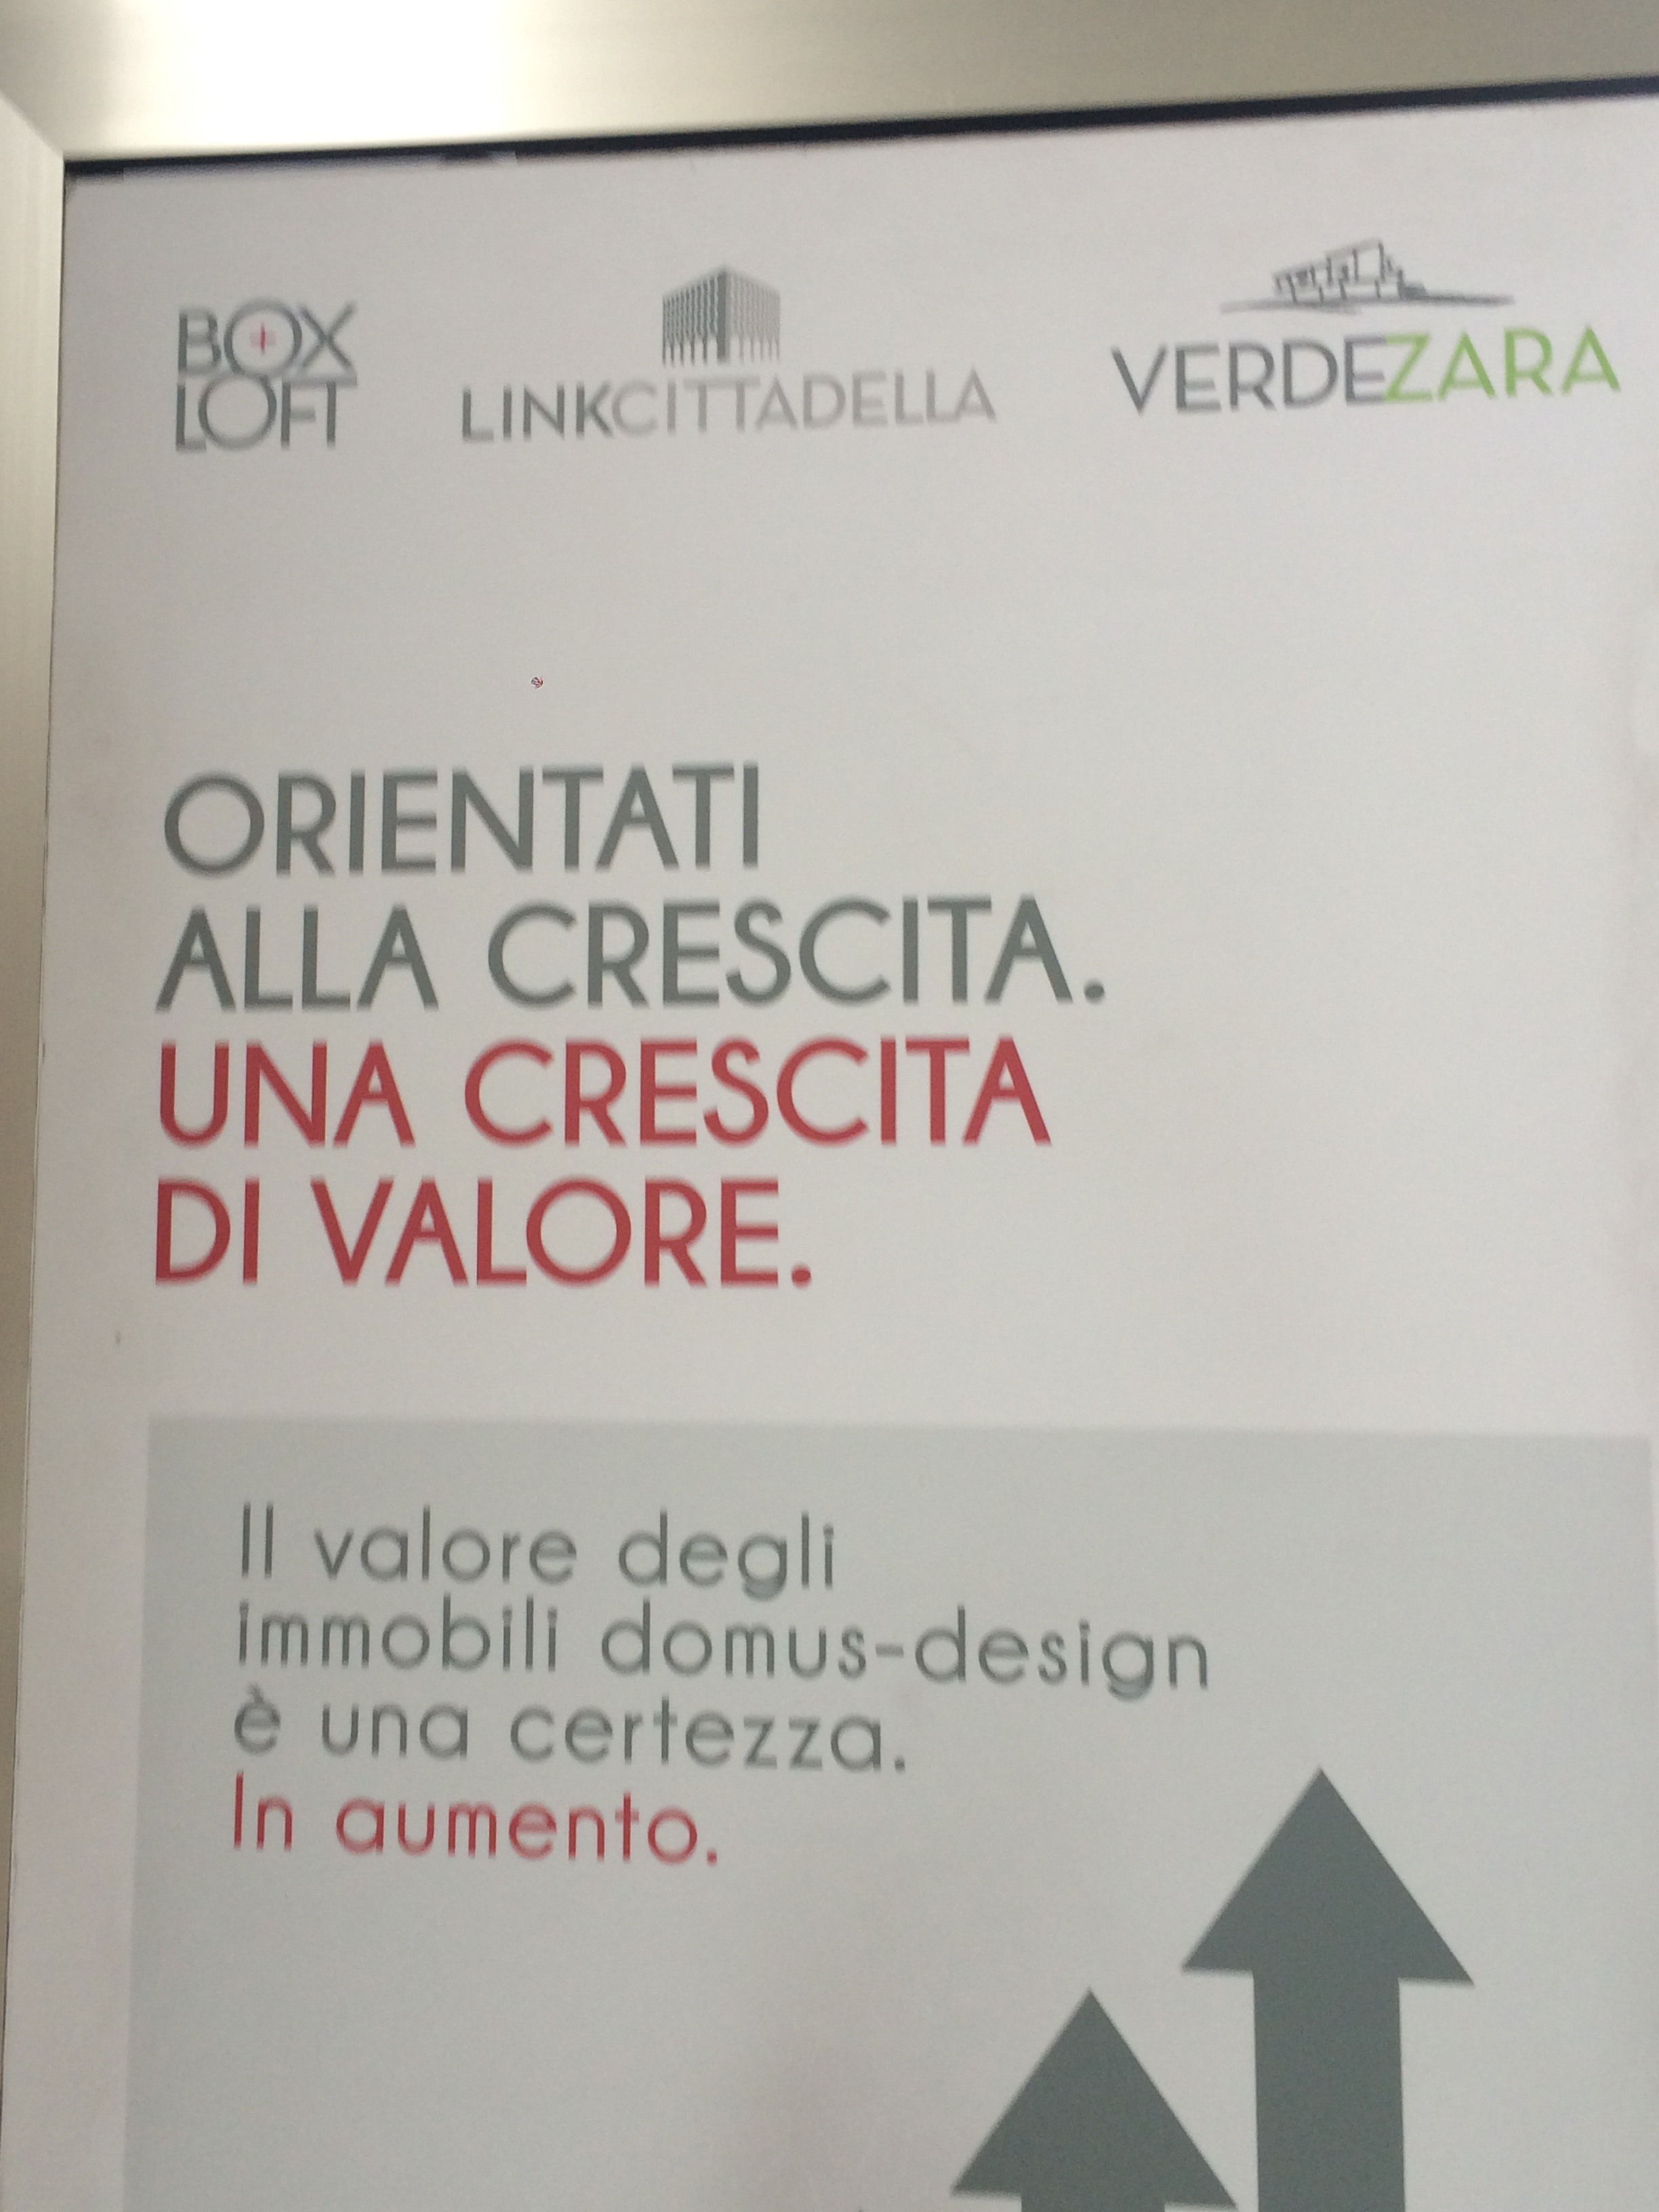 BOX
LOFT
LINKCITTADELLA
VERDEZARA
ORIENTATI
ALLA CRESCITA.
UNA CRESCITA
DI VALORE.
Il valore degli
immobili domus-design
è una certezza.
In aumento.